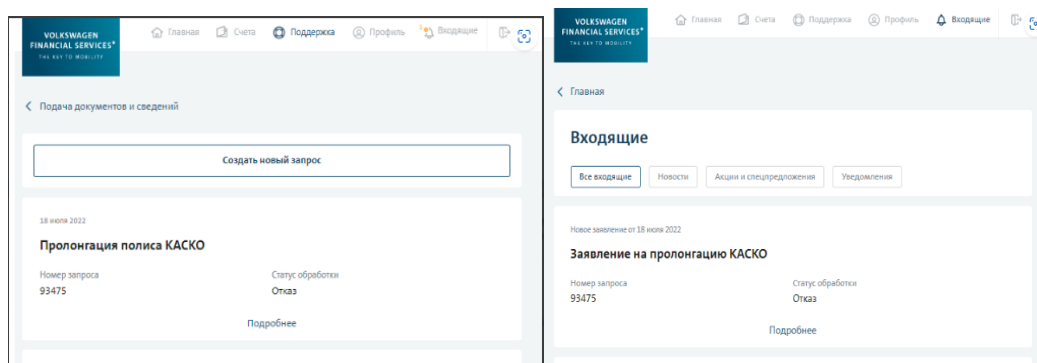 VOLKSWAGEN
FINANCIAL SERVICES*
THE KEY TO MOBILITY
Главная Счета Поддержка Профиль Входящие
Подача документов и сведений
Создать новый запрос
18 июля 2022
Пролонгация полиса КАСКО
Номер запроса Статус обработки
93475 Отказ
Подробнее
VOLKSWAGEN
FINANCIAL SERVICES*
THE KEY TO MOBILITY
Главная Счета Поддержка Профиль Входящие
Главная
Входящие
Все входящие Новости Акции и спецпредложения Уведомления
Новое заявление от 18 июля 2022
Заявление на пролонгацию КАСКО
Номер запроса Статус обработки
93475 Отказ
Подробнее